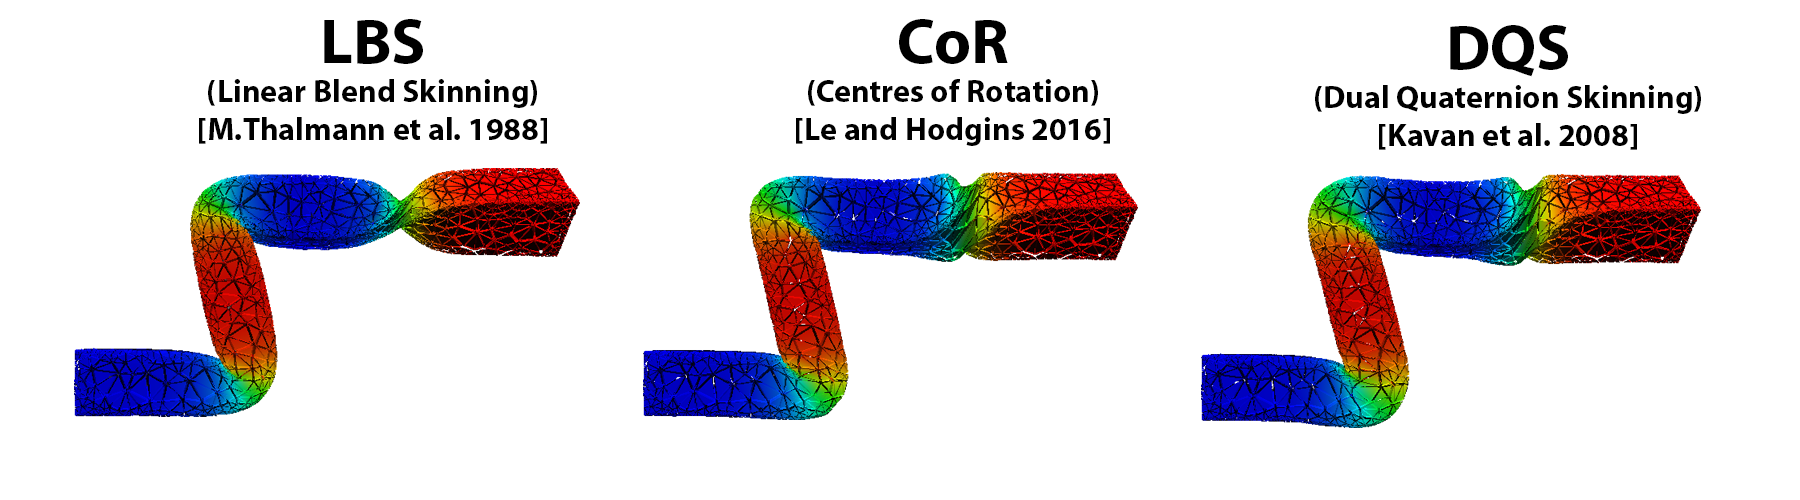 LBS
(Linear Blend Skinning)
[M.Thalmann et al. 1988]
CoR
(Centres of Rotation)
[Le and Hodgins 2016]
DQS
(Dual Quaternion Skinning)
[Kavan et al. 2008]